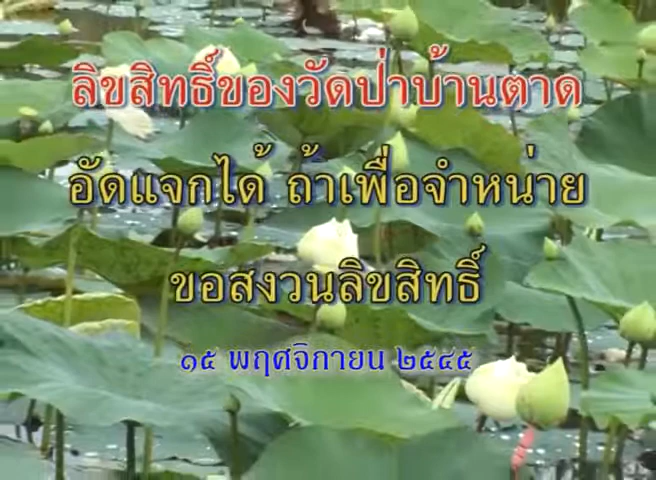 ลิขสิทธิ์ของวัดป่าบ้านตาด
อัดแจกได้ ถ้าเพื่อจำหน่าย
ขอสงวนลิขสิทธิ์
๑๕ พฤศจิกายน ๒๕๔๕